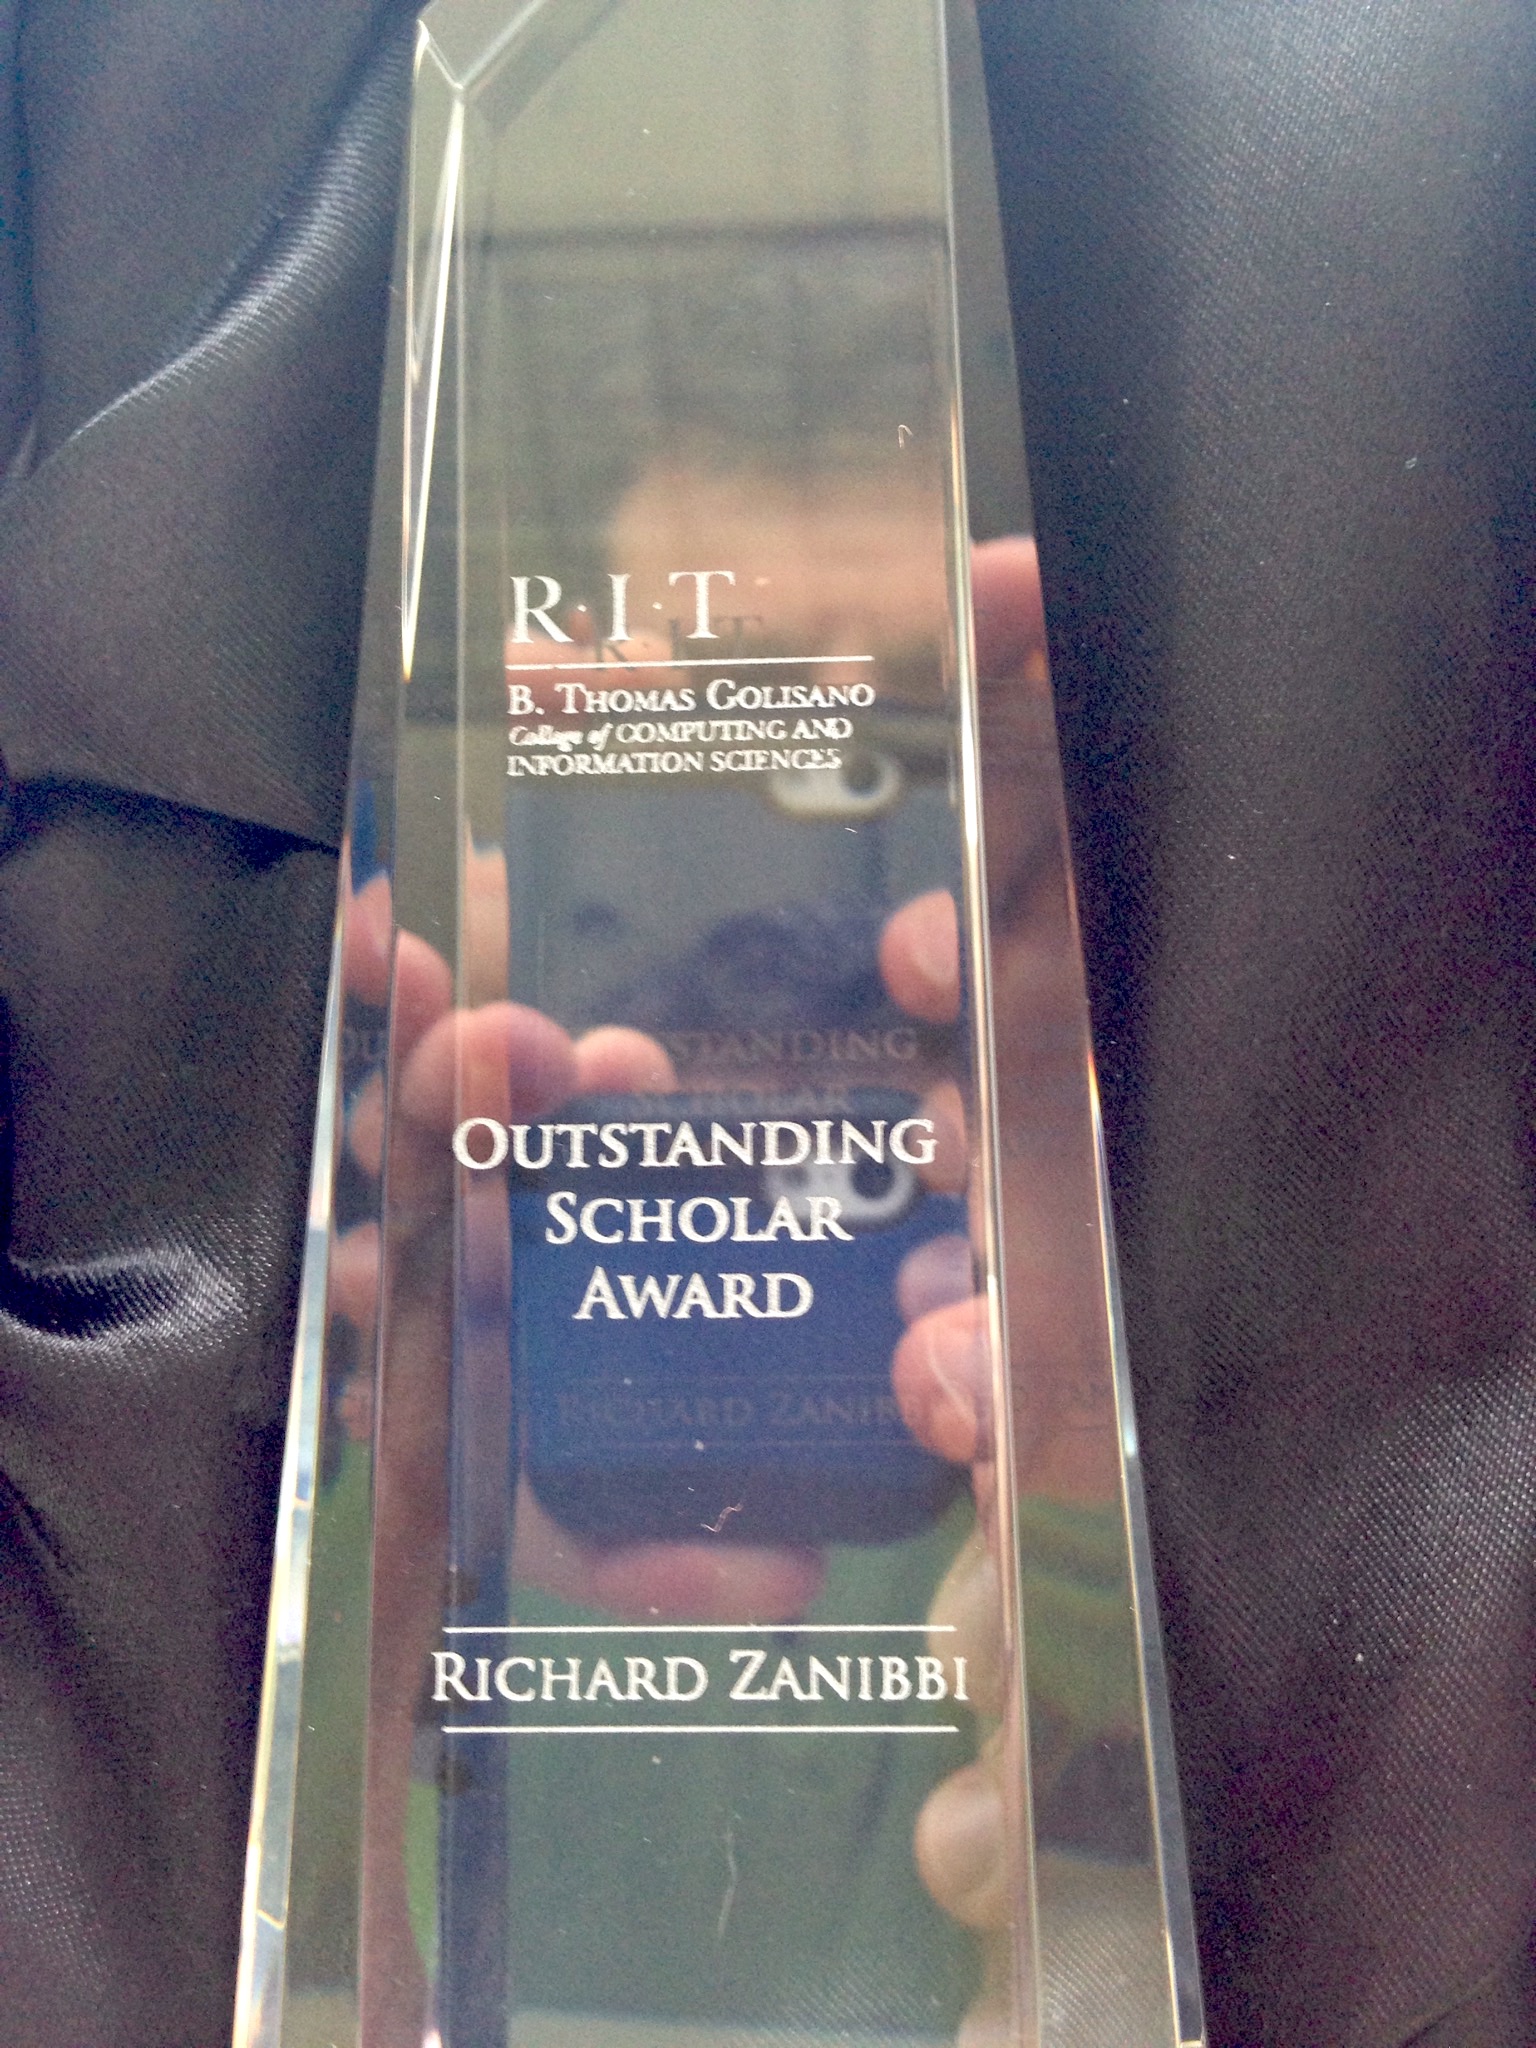 R·I·T
B. THOMAS GOLISANO
College of COMPUTING AND
INFORMATION SCIENCES
OUTSTANDING
SCHOLAR
AWARD
RICHARD ZANIBBI